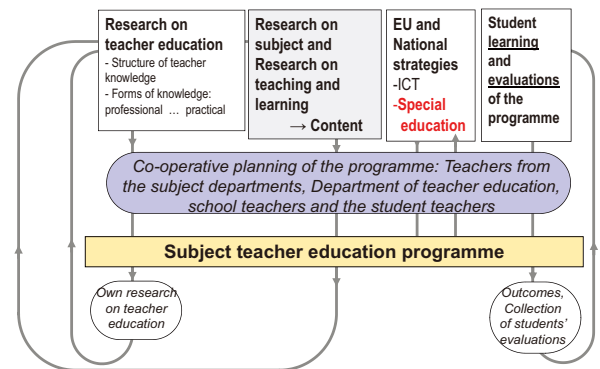 Research on
teacher education
- Structure of teacher
knowledge
- Forms of knowledge:
professional ... practical
Research on
subject and
Research on
teaching and
learning
→ Content
EU and
National
strategies
-ICT
-Special
education
Student
learning
and
evaluations
of the
programme
Co-operative planning of the programme: Teachers from
the subject departments, Department of teacher education,
school teachers and the student teachers
Subject teacher education programme
Own research
on teacher
education
Outcomes,
Collection
of students'
evaluations